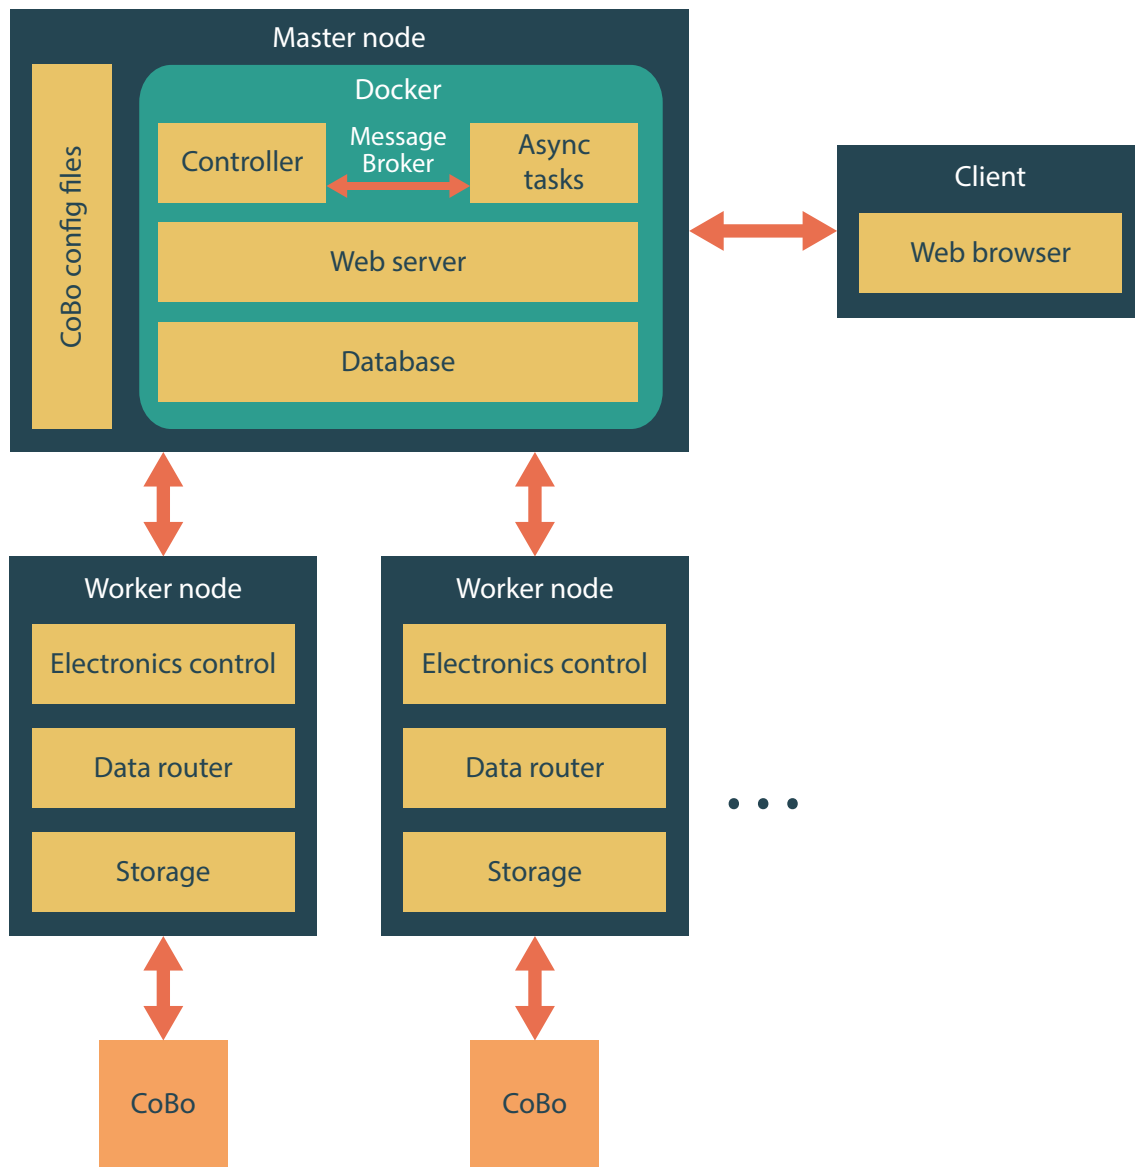 Master node
CoBo config files
Docker
Controller
Message
Broker
Async
tasks
Web server
Database
Client
Web browser
Worker node
Electronics control
Data router
Storage
CoBo
Worker node
Electronics control
Data router
Storage
CoBo
...